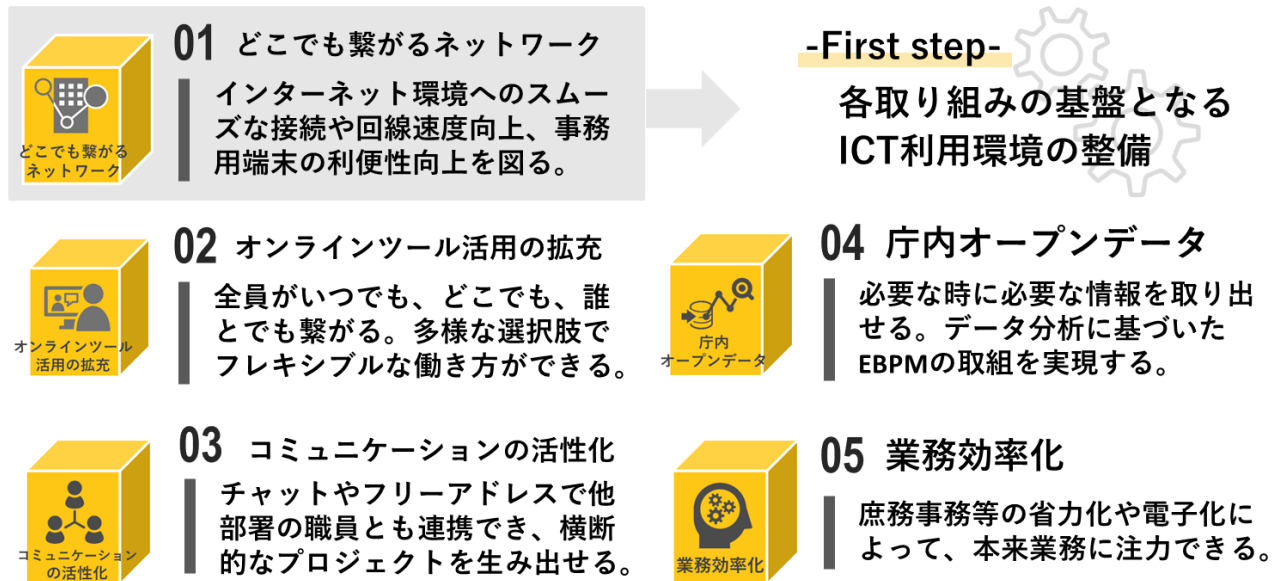 01 どこでも繋がるネットワーク
インターネット環境へのスムー
ズな接続や回線速度向上、事務
用端末の利便性向上を図る。
どこでも繋がる
ネットワーク
-First step-
各取り組みの基盤となる
ICT利用環境の整備
02 オンラインツール活用の拡充
全員がいつでも、どこでも、誰
とでも繋がる。多様な選択肢で
フレキシブルな働き方ができる。
オンラインツール
活用の拡充
03 コミュニケーションの活性化
チャットやフリーアドレスで他
部署の職員とも連携でき、横断
的なプロジェクトを生み出せる。
コミュニケーション
の活性化
04 庁内オープンデータ
必要な時に必要な情報を取り出
せる。データ分析に基づいた
EBPMの取組を実現する。
庁内
オープンデータ
05 業務効率化
庶務事務等の省力化や電子化に
よって、本来業務に注力できる。
業務効率化